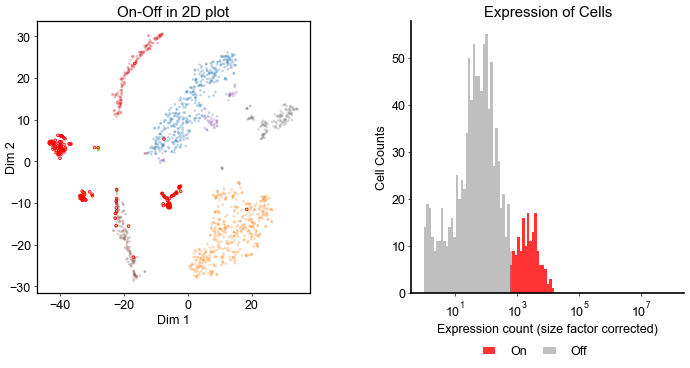 On-Off in 2D plot
Expression of Cells
30
20
10
0
−10
−20
−30
Dim 2
−40
−20
0
20
Dim 1
50
40
30
20
10
0
Cell Counts
10^1
10^3
10^5
10^7
Expression count (size factor corrected)
On
Off